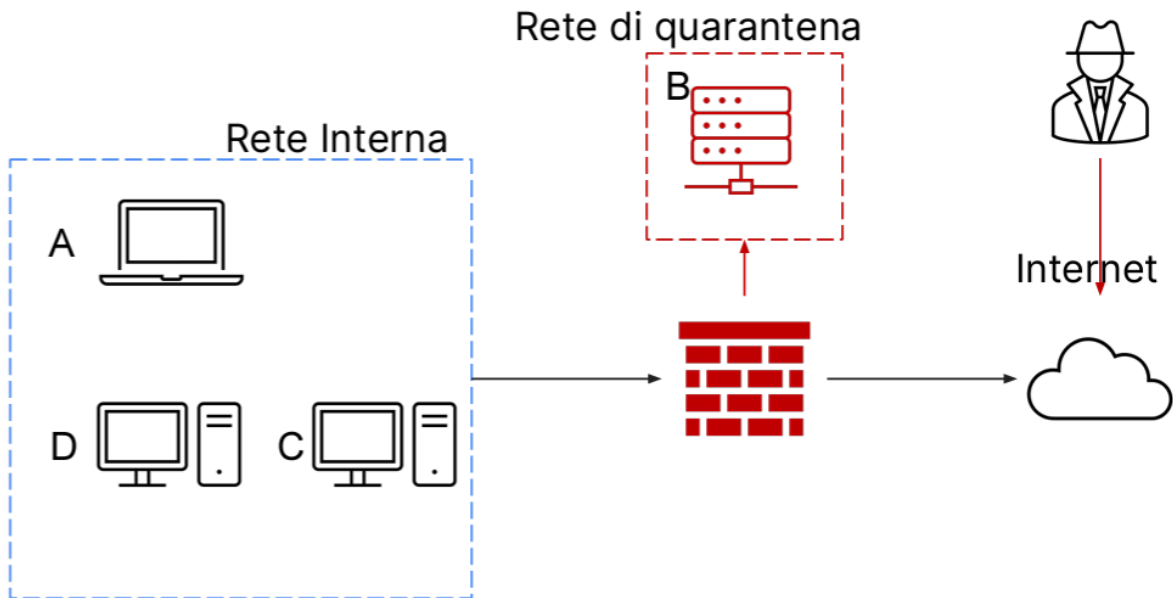 Rete di quarantena
B
Rete Interna
A
Internet
D
C